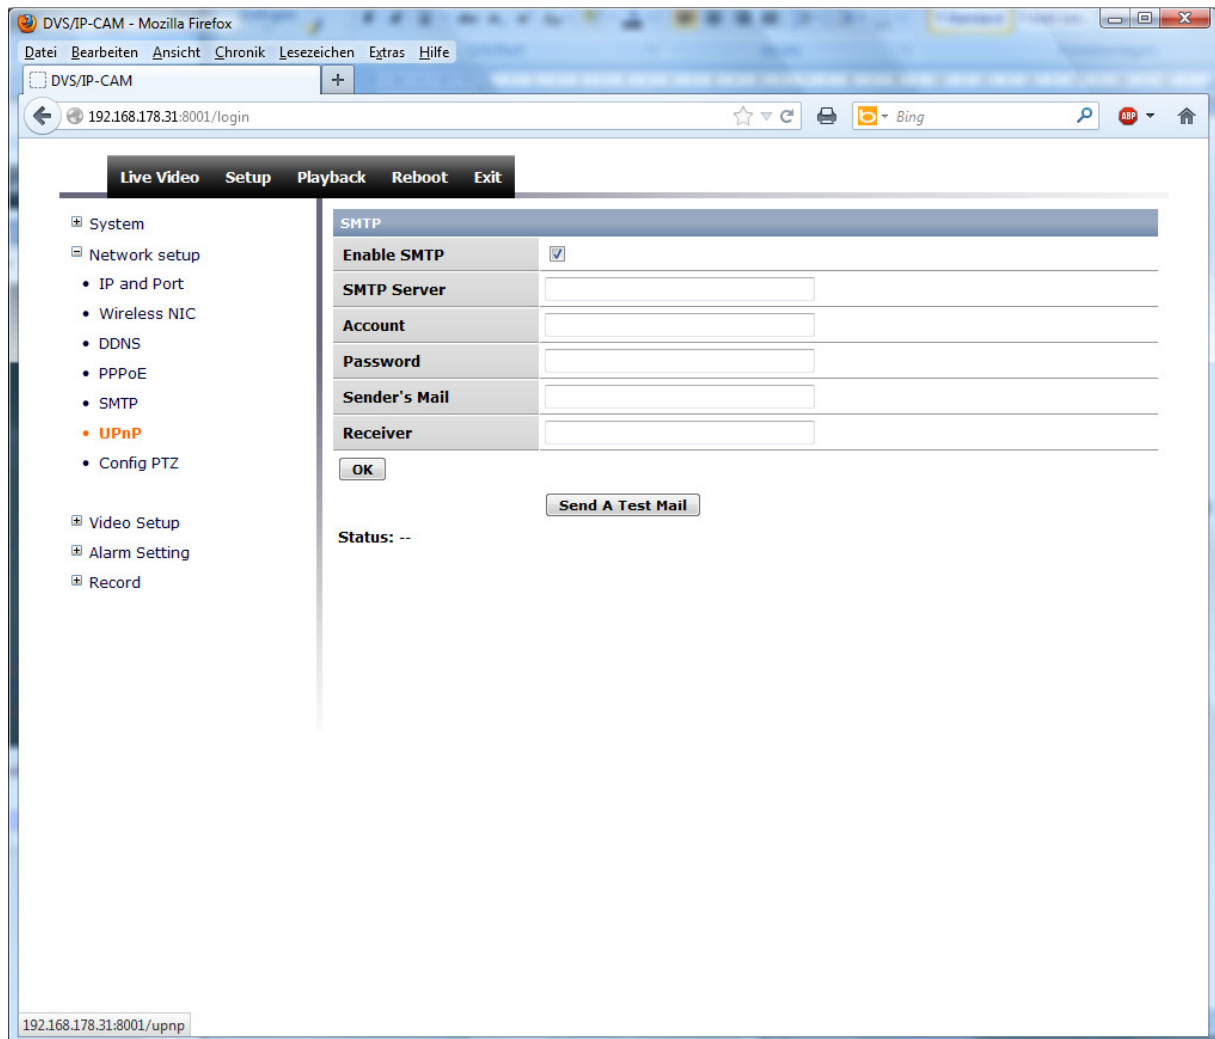 DVS/IP-CAM - Mozilla Firefox
Datei Bearbeiten Ansicht Chronik Lesezeichen Extras Hilfe
DVS/IP-CAM +
192.168.178.31:8001/login Bing ABP
Live Video Setup Playback Reboot Exit
System
Network setup
IP and Port
Wireless NIC
DDNS
PPPoE
SMTP
UPnP
Config PTZ
Video Setup
Alarm Setting
Record
SMTP
Enable SMTP
SMTP Server
Account
Password
Sender's Mail
Receiver
OK
Send A Test Mail
Status: --
192.168.178.31:8001/upnp